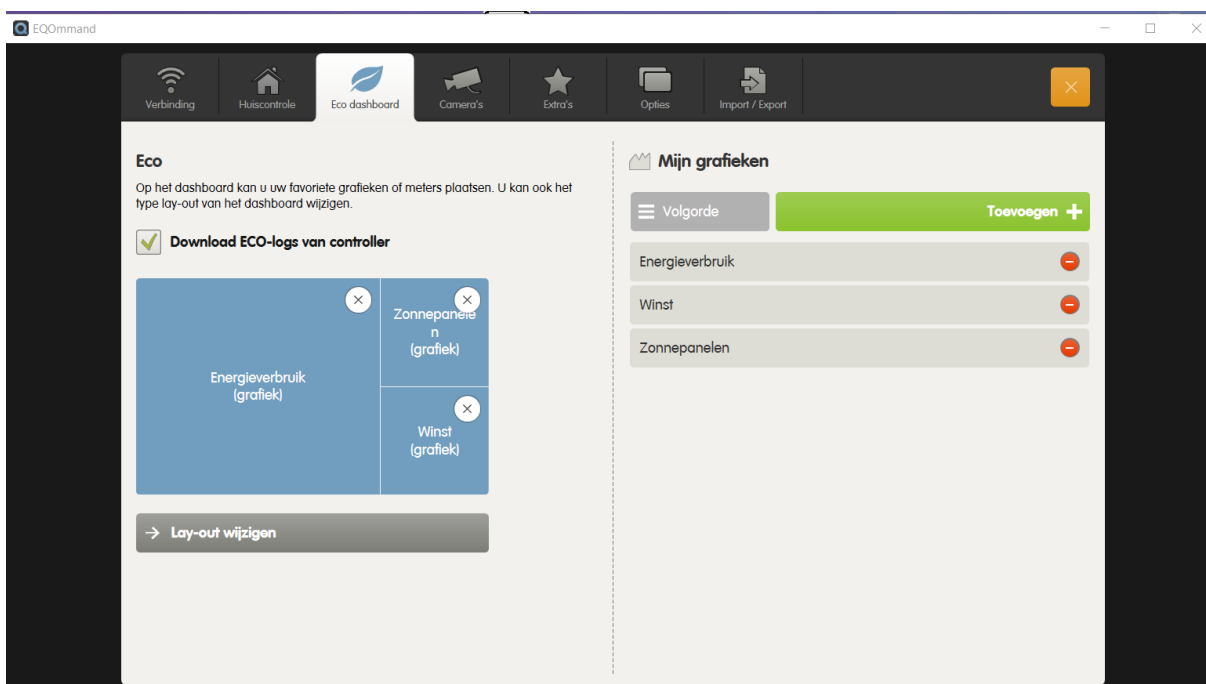 EQOmmand
Verbinding
Huiscontrole
Eco dashboard
Camera's
Extra's
Opties
Import / Export
Eco
Op het dashboard kan u uw favoriete grafieken of meters plaatsen. U kan ook het
type lay-out van het dashboard wijzigen.
Download ECO-logs van controller
Energieverbruik
(grafiek)
Zonnepanele
n
(grafiek)
Winst
(grafiek)
Lay-out wijzigen
Mijn grafieken
Volgorde
Toevoegen
Energieverbruik
Winst
Zonnepanelen